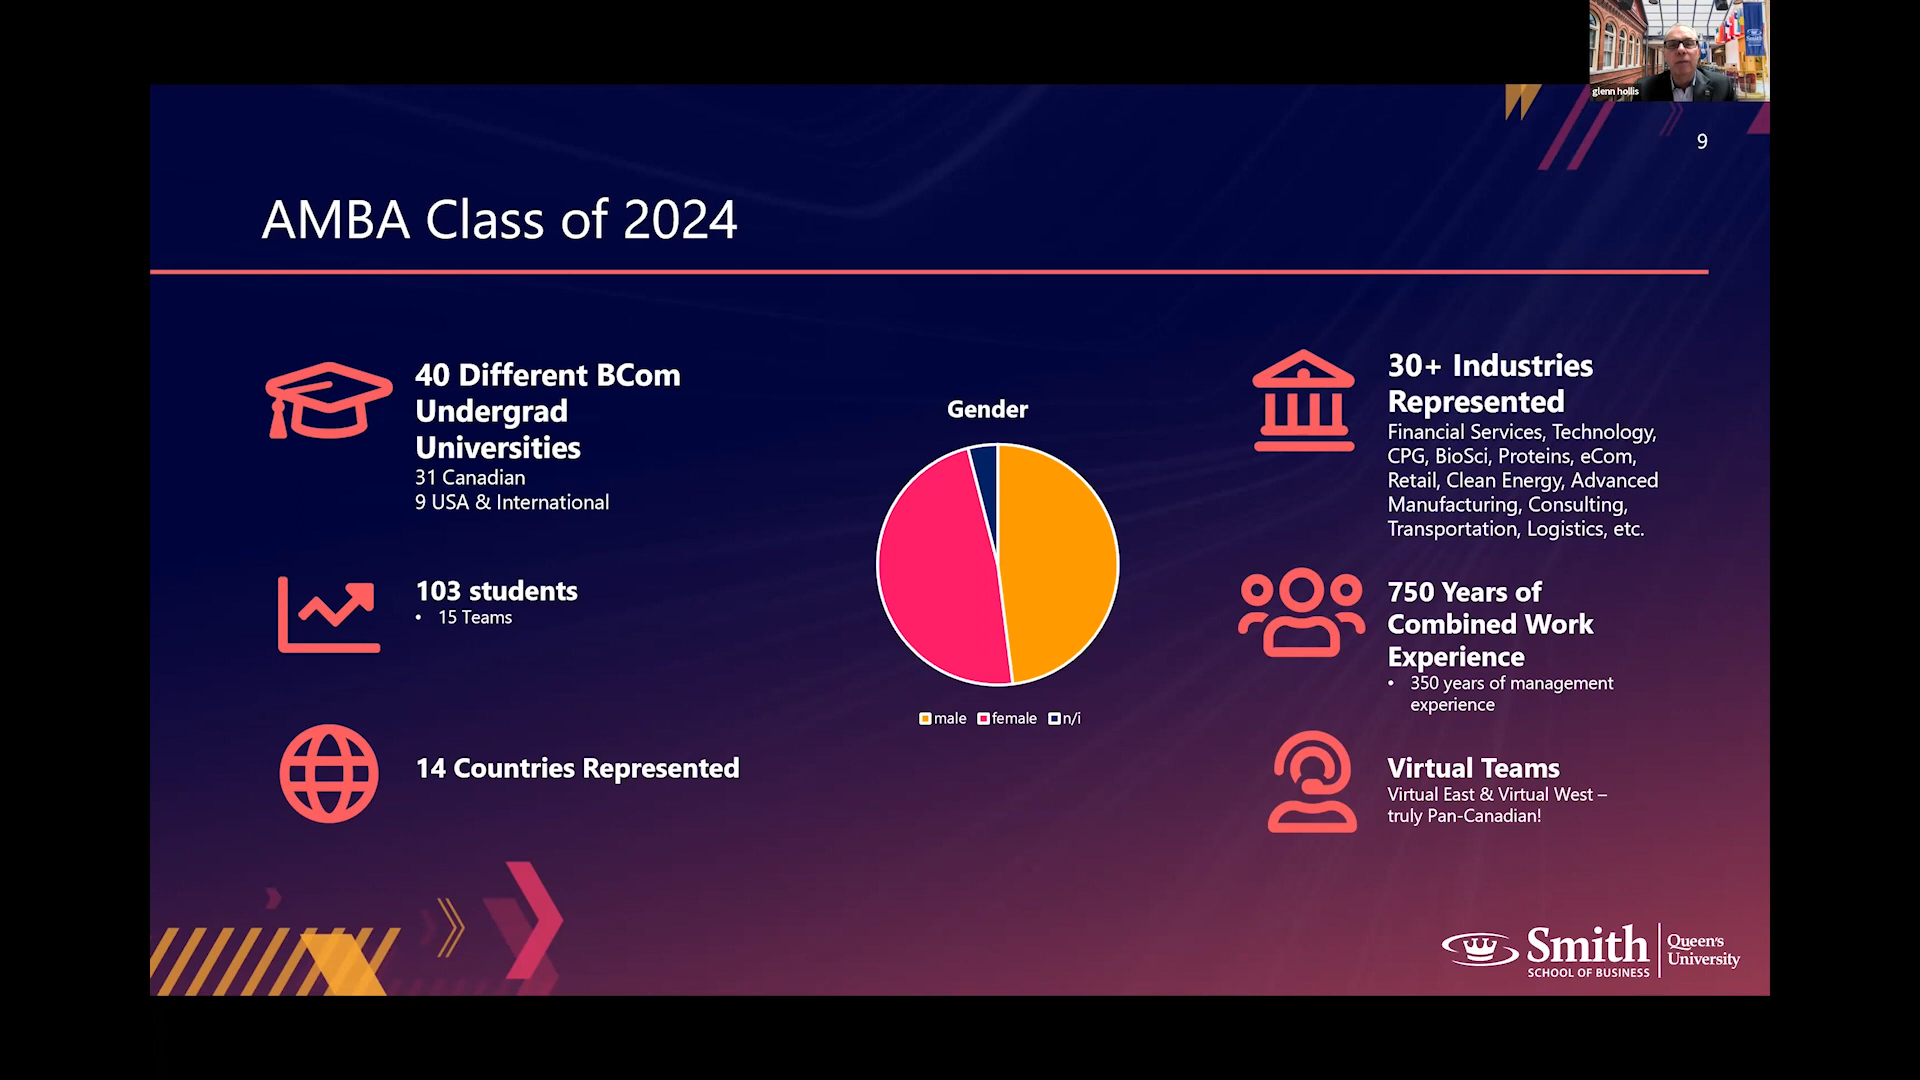 glenn hollis
9
AMBA Class of 2024
40 Different BCom
Undergrad
Universities
31 Canadian
9 USA & International
103 students
• 15 Teams
14 Countries Represented
Gender
male female n/i
30+ Industries
Represented
Financial Services, Technology,
CPG, BioSci, Proteins, eCom,
Retail, Clean Energy, Advanced
Manufacturing, Consulting,
Transportation, Logistics, etc.
750 Years of
Combined Work
Experience
• 350 years of management
experience
Virtual Teams
Virtual East & Virtual West –
truly Pan-Canadian!
Smith
SCHOOL OF BUSINESS
Queen's
University
Smith